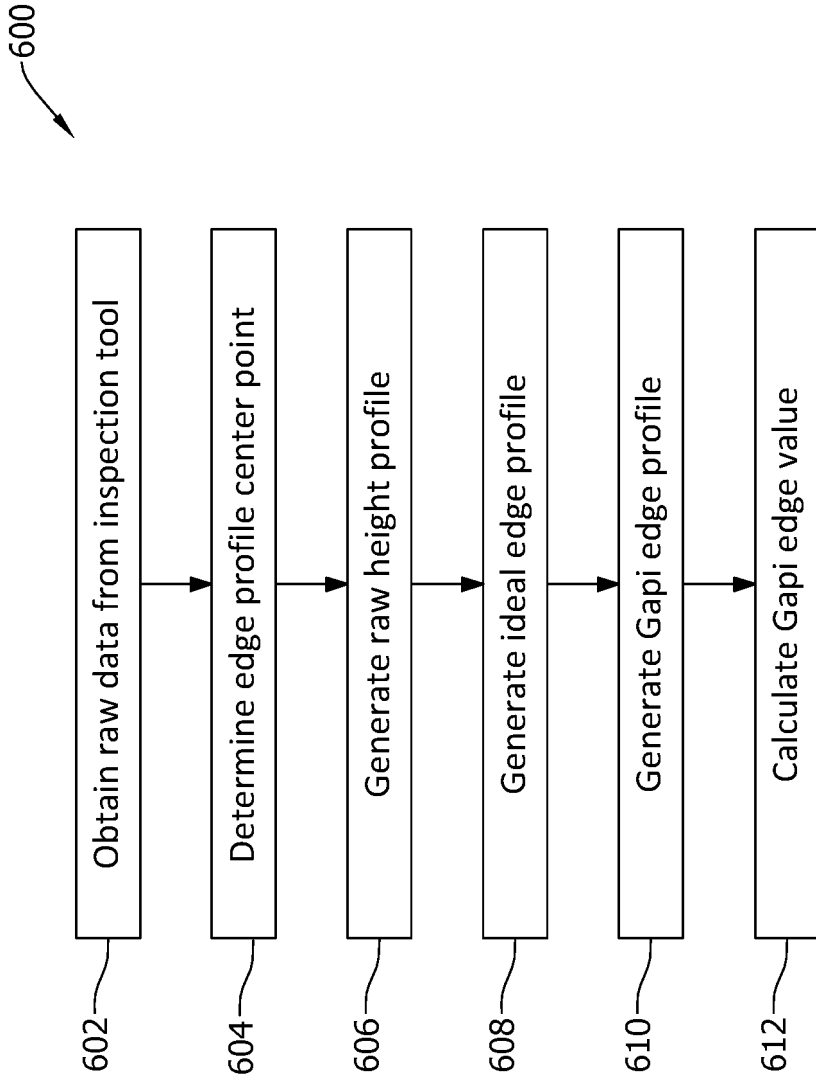 600
602
Obtain raw data from inspection tool
604
Determine edge profile center point
606
Generate raw height profile
608
Generate ideal edge profile
610
Generate Gapi edge profile
612
Calculate Gapi edge value